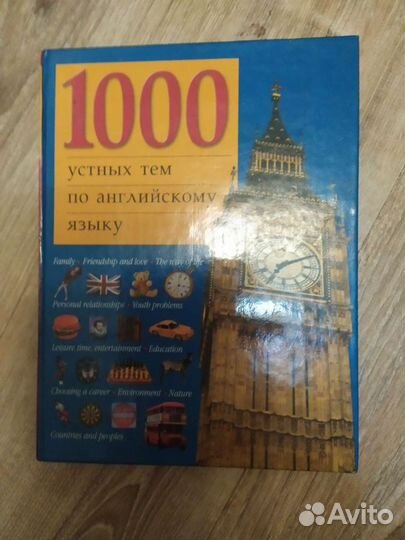 1000
устных тем
по английскому
языку
Family - Friendship and love - The way of life
Personal relationships - Youth problems
Leisure time, entertainment - Education
Choosing a career - Environment - Nature
Countries and peoples
Avito